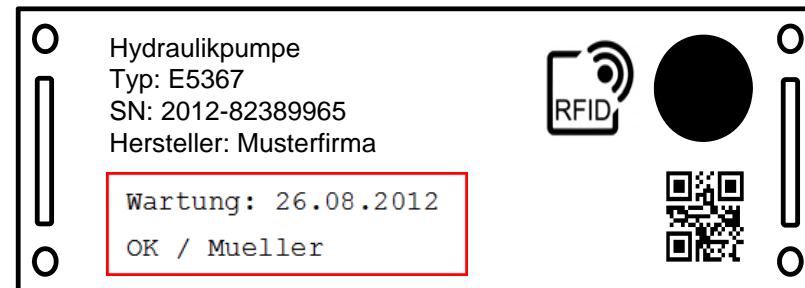 Hydraulikpumpe
Typ: E5367
SN: 2012-82389965
Hersteller: Musterfirma
RFID
Wartung: 26.08.2012
OK / Mueller